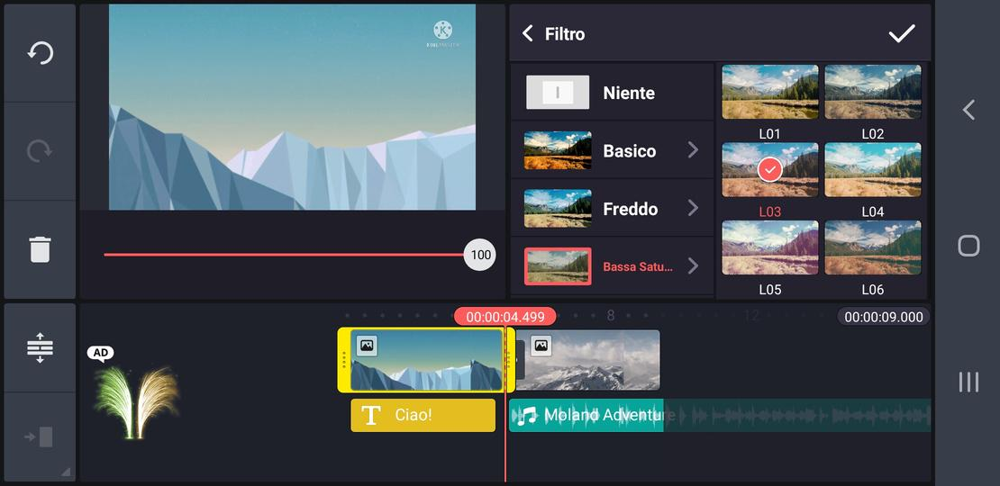 K
KINEMASTER
100
Filtro
Niente
Basico
Freddo
Bassa Satu...
L01
L02
L03
L04
L05
L06
00:00:04.499
8
12
00:00:09.000
AD
T Ciao!
Moland Adventure